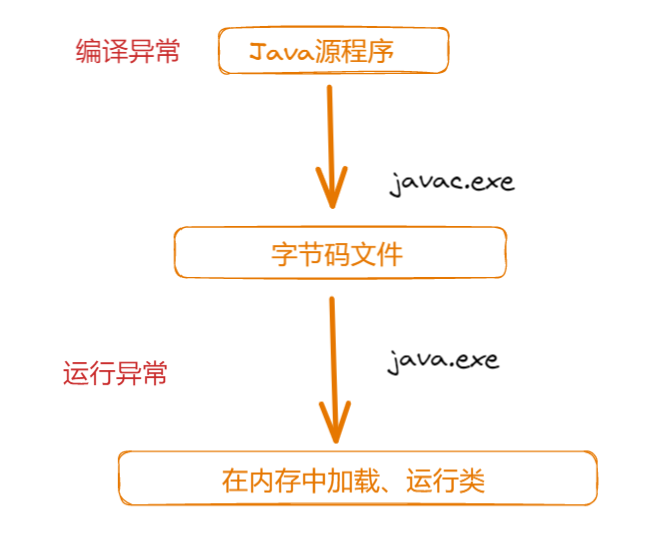 编译异常
Java源程序
javac.exe
字节码文件
java.exe
运行异常
在内存中加载、运行类